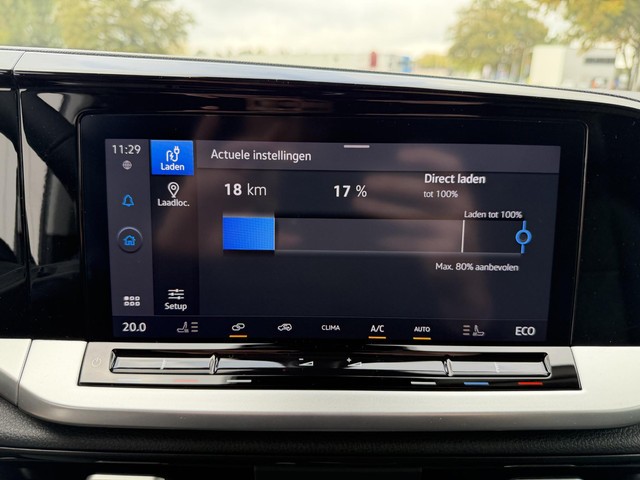 11:29
Laden
Actuele instellingen
Laadloc.
18 km
17 %
Direct laden
tot 100%
Laden tot 100%
Max. 80% aanbevolen
Setup
20.0
CLIMA
A/C
AUTO
ECO